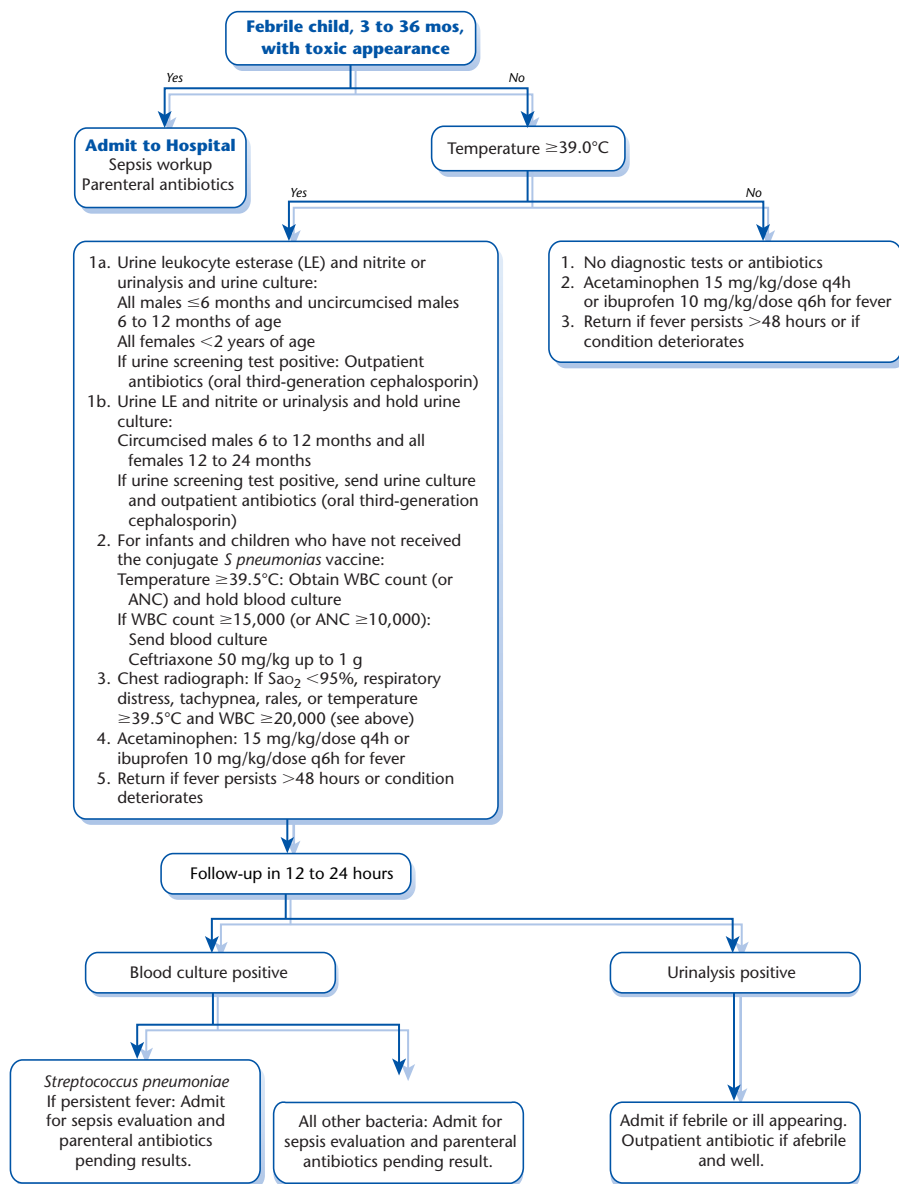 Febrile child, 3 to 36 mos,
with toxic appearance
Yes
No
Admit to Hospital
Sepsis workup
Parenteral antibiotics
Temperature ≥39.0°C
Yes
No
1a. Urine leukocyte esterase (LE) and nitrite or
urinalysis and urine culture:
All males ≤6 months and uncircumcised males
6 to 12 months of age
All females <2 years of age
If urine screening test positive: Outpatient
antibiotics (oral third-generation cephalosporin)
1b. Urine LE and nitrite or urinalysis and hold urine
culture:
Circumcised males 6 to 12 months and all
females 12 to 24 months
If urine screening test positive, send urine culture
and outpatient antibiotics (oral third-generation
cephalosporin)
2. For infants and children who have not received
the conjugate S pneumonias vaccine:
Temperature ≥39.5°C: Obtain WBC count (or
ANC) and hold blood culture
If WBC count ≥15,000 (or ANC ≥10,000):
Send blood culture
Ceftriaxone 50 mg/kg up to 1 g
3. Chest radiograph: If Sao₂ <95%, respiratory
distress, tachypnea, rales, or temperature
≥39.5°C and WBC ≥20,000 (see above)
4. Acetaminophen: 15 mg/kg/dose q4h or
ibuprofen 10 mg/kg/dose q6h for fever
5. Return if fever persists >48 hours or condition
deteriorates
1. No diagnostic tests or antibiotics
2. Acetaminophen 15 mg/kg/dose q4h
or ibuprofen 10 mg/kg/dose q6h for fever
3. Return if fever persists >48 hours or if
condition deteriorates
Follow-up in 12 to 24 hours
Blood culture positive
Urinalysis positive
Streptococcus pneumoniae
If persistent fever: Admit
for sepsis evaluation and
parenteral antibiotics
pending results.
All other bacteria: Admit for
sepsis evaluation and parenteral
antibiotics pending result.
Admit if febrile or ill appearing.
Outpatient antibiotic if afebrile
and well.